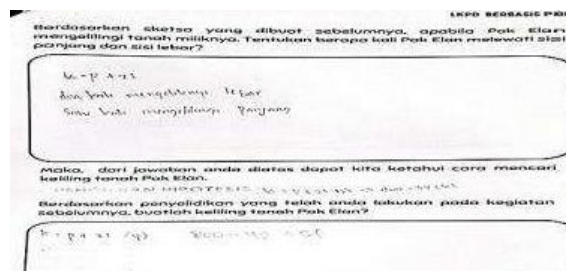 LKPD BERBASIS
Berdasarkan sketsa yang dibuat sebelumnya, apabila Pak Elan
mengelilingi tanah miliknya. Tentukan berapa kali Pak Elan melewati sisi
panjang dan sisi lebar?
dua kali mengelilingi lebar
Satu kali mengelilingi Panjang
Maka, dari jawaban anda diatas dapat kita ketahui cara mencari
keliling tanah Pak Elan.
Berdasarkan penyelidikan yang telah anda lakukan pada kegiatan
sebelumnya, buatlah keliling tanah Pak Elan?